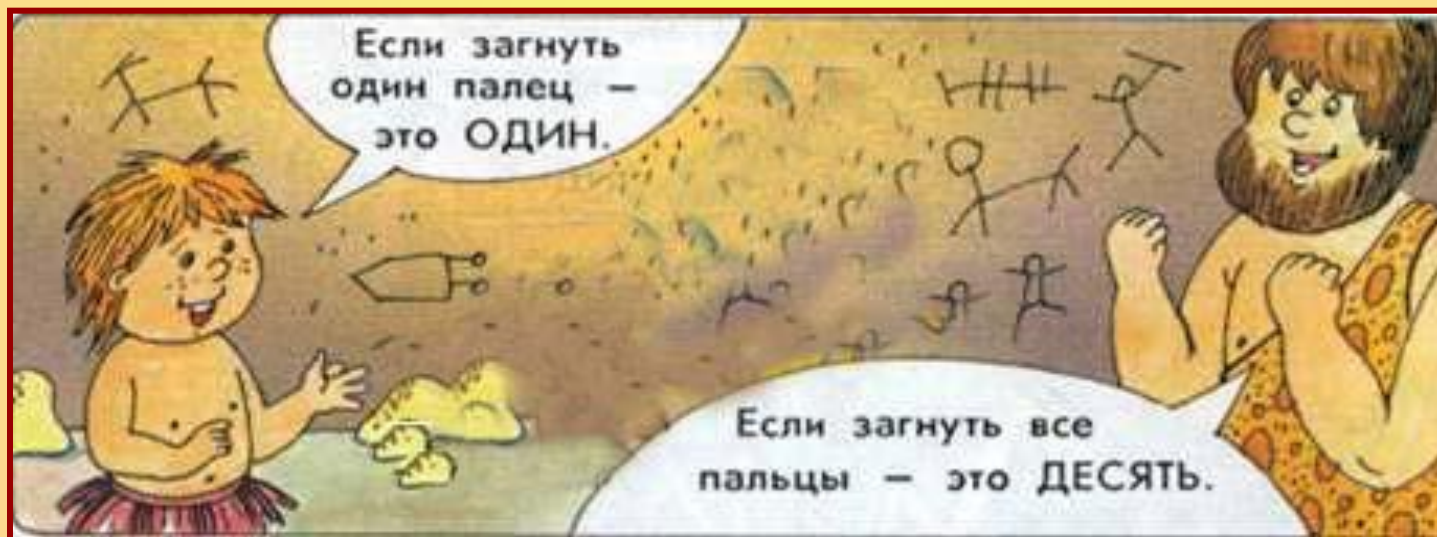 Если загнуть
один палец –
это ОДИН.
Если загнуть все
пальцы – это ДЕСЯТЬ.